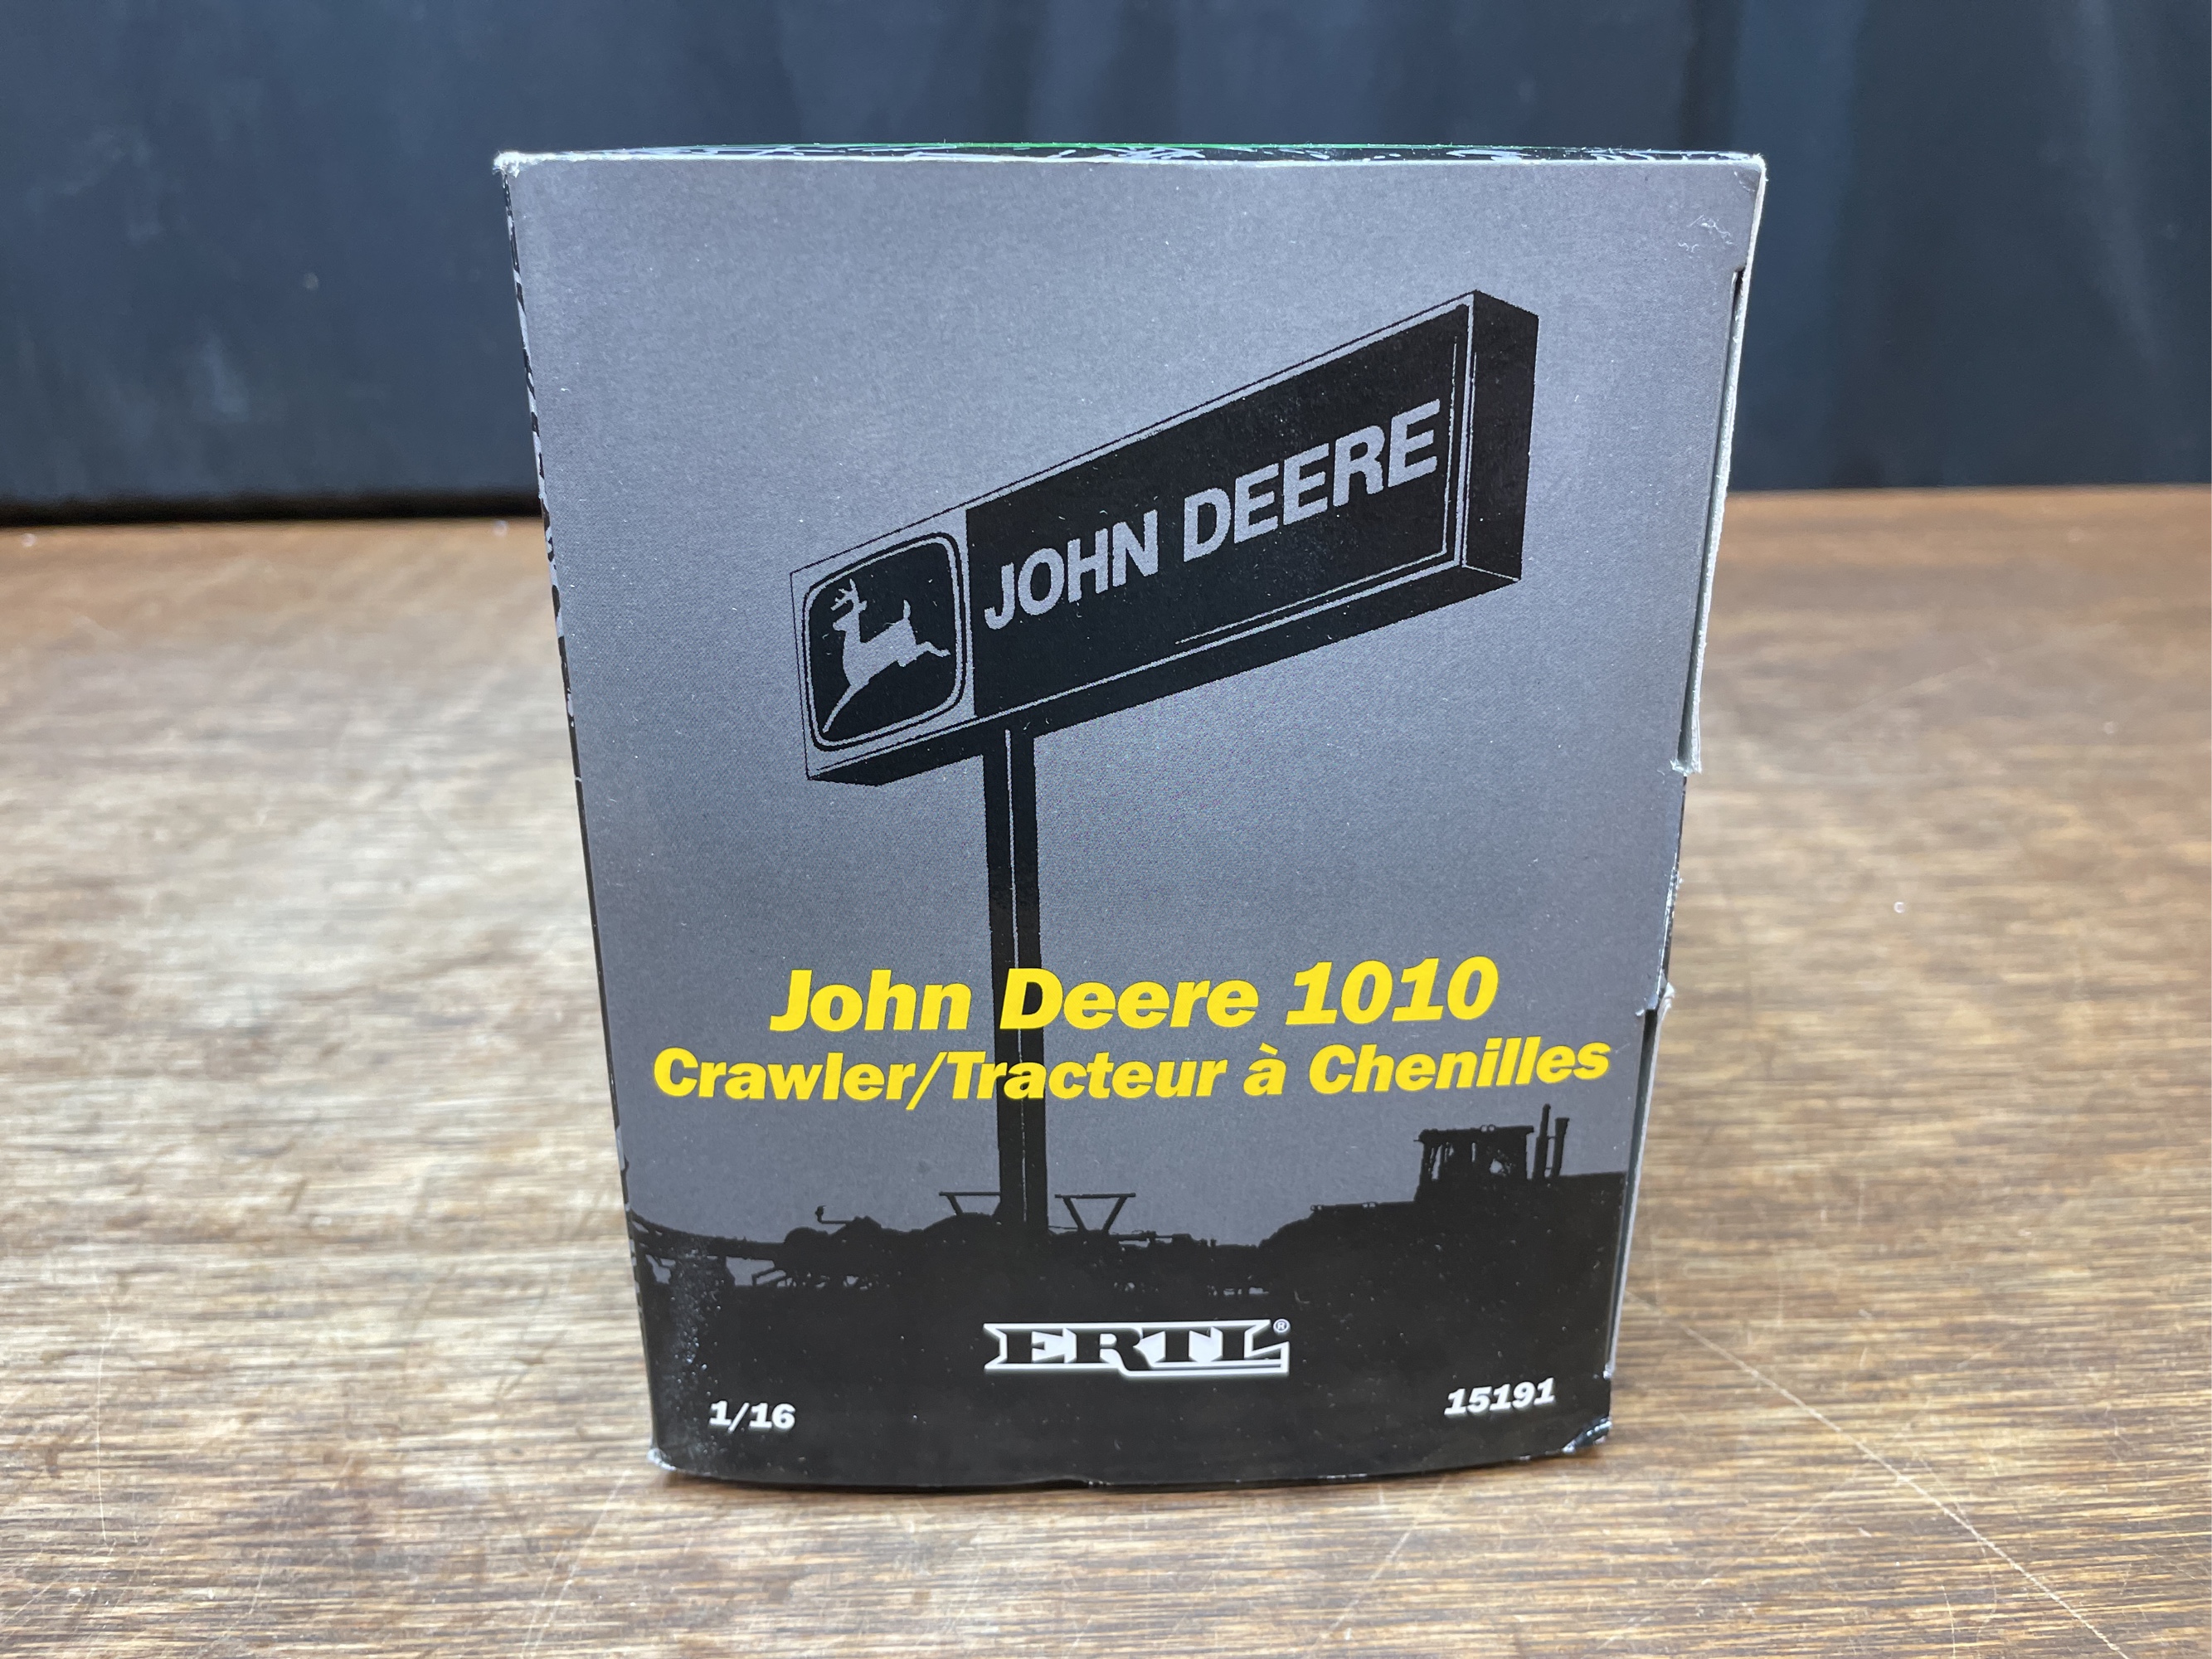 JOHN DEERE
John Deere 1010
Crawler/Tracteur à Chenilles
ERTL®
1/16
15191